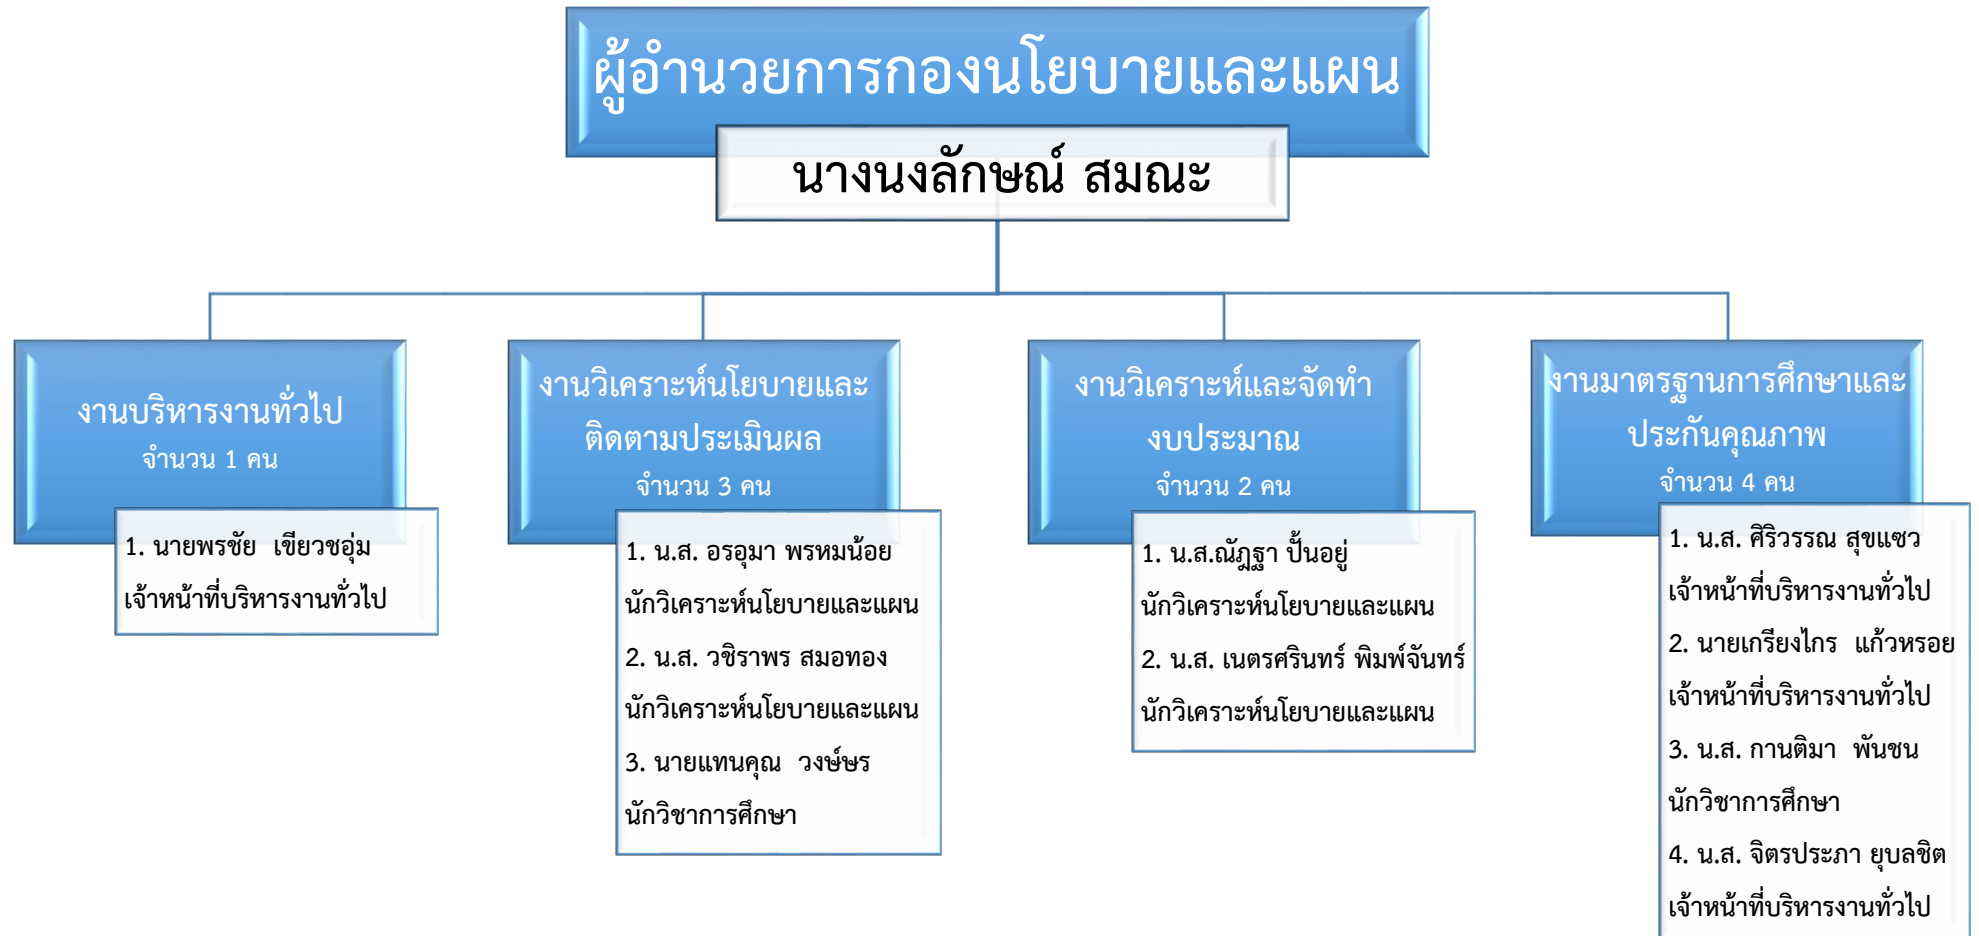 ผู้อำนวยการกองนโยบายและแผน
นางนงลักษณ์ สมณะ
งานบริหารงานทั่วไป
จำนวน 1 คน
1. นายพรชัย เขียวชอุ่ม
เจ้าหน้าที่บริหารงานทั่วไป
งานวิเคราะห์นโยบายและ
ติดตามประเมินผล
จำนวน 3 คน
1. น.ส. อรอุมา พรหมน้อย
นักวิเคราะห์นโยบายและแผน
2. น.ส. วชิราพร สมอทอง
นักวิเคราะห์นโยบายและแผน
3. นายแทนคุณ วงษ์ษร
นักวิชาการศึกษา
งานวิเคราะห์และจัดทำ
งบประมาณ
จำนวน 2 คน
1. น.ส.ณัฎฐา ปั้นอยู่
นักวิเคราะห์นโยบายและแผน
2. น.ส. เนตรศรินทร์ พิมพ์จันทร์
นักวิเคราะห์นโยบายและแผน
งานมาตรฐานการศึกษาและ
ประกันคุณภาพ
จำนวน 4 คน
1. น.ส. ศิริวรรณ สุขแซว
เจ้าหน้าที่บริหารงานทั่วไป
2. นายเกรียงไกร แก้วหรอย
เจ้าหน้าที่บริหารงานทั่วไป
3. น.ส. กานติมา พันชน
นักวิชาการศึกษา
4. น.ส. จิตรประภา ยุบลชิต
เจ้าหน้าที่บริหารงานทั่วไป